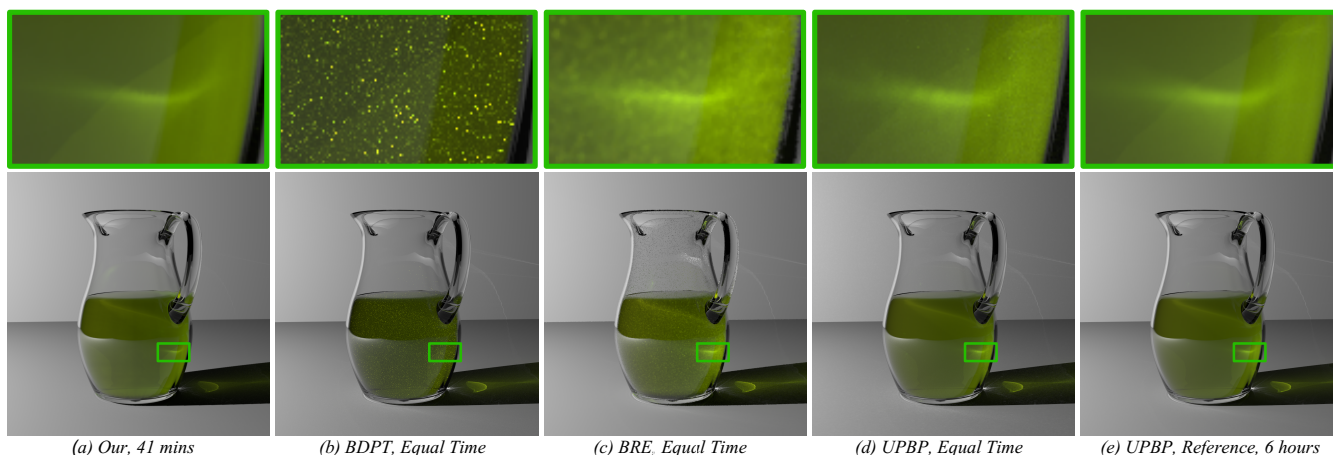 (a) Our, 41 mins
(b) BDPT, Equal Time
(c) BRE, Equal Time
(d) UPBP, Equal Time
(e) UPBP, Reference, 6 hours